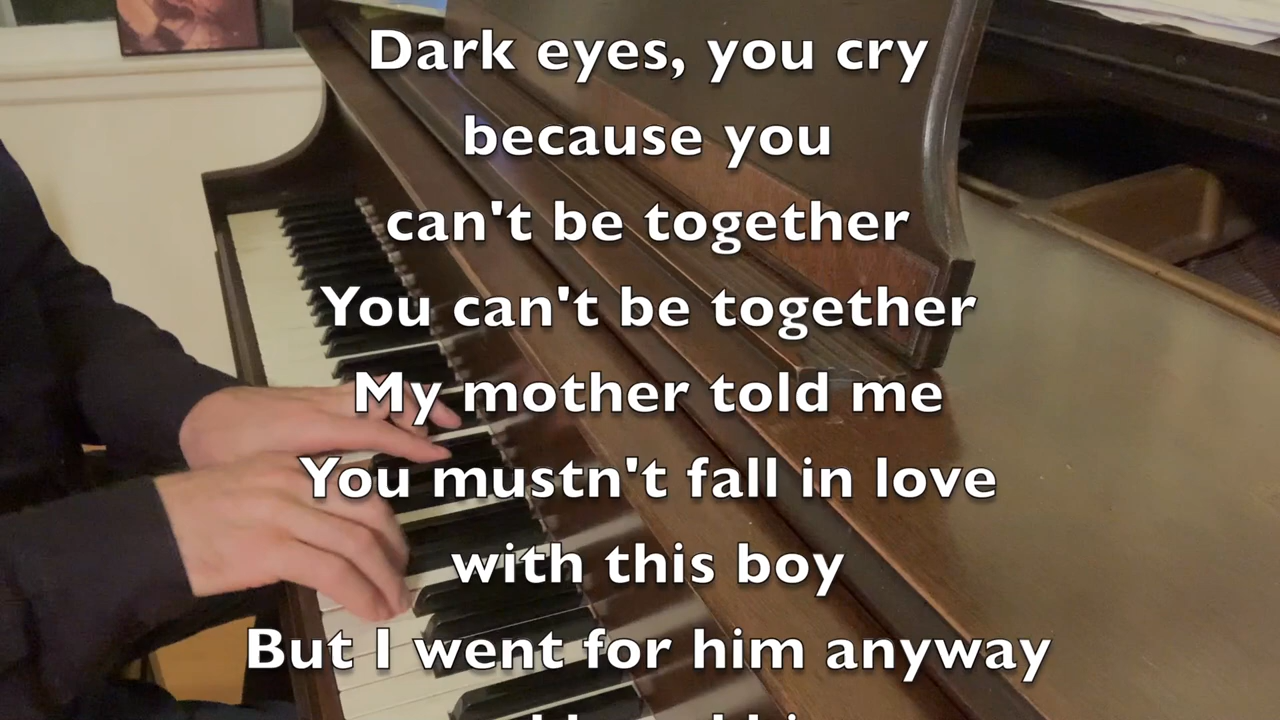 Dark eyes, you cry
because you
can't be together
You can't be together
My mother told me
You mustn't fall in love
with this boy
But I went for him anyway